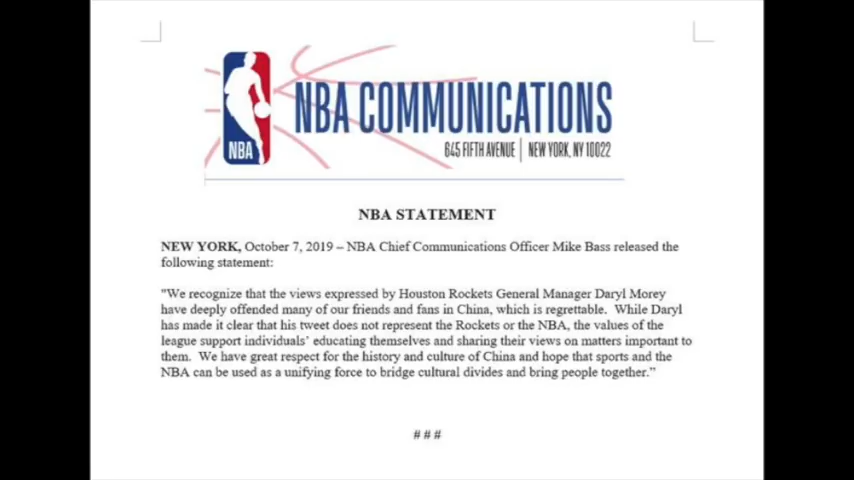 NBA
NBA COMMUNICATIONS
645 FIFTH AVENUE | NEW YORK, NY 10022
NBA STATEMENT
NEW YORK, October 7, 2019 – NBA Chief Communications Officer Mike Bass released the
following statement:
"We recognize that the views expressed by Houston Rockets General Manager Daryl Morey
have deeply offended many of our friends and fans in China, which is regrettable.  While Daryl
has made it clear that his tweet does not represent the Rockets or the NBA, the values of the
league support individuals’ educating themselves and sharing their views on matters important to
them.  We have great respect for the history and culture of China and hope that sports and the
NBA can be used as a unifying force to bridge cultural divides and bring people together.”
# # #